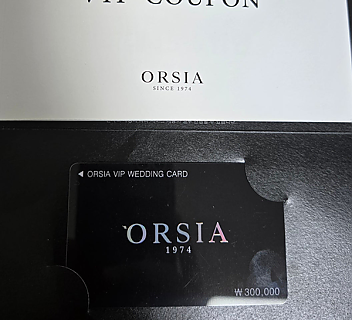 VIP COUPON
ORSIA
SINCE 1974
◀ ORSIA VIP WEDDING CARD
ORSIA
1974
₩300,000